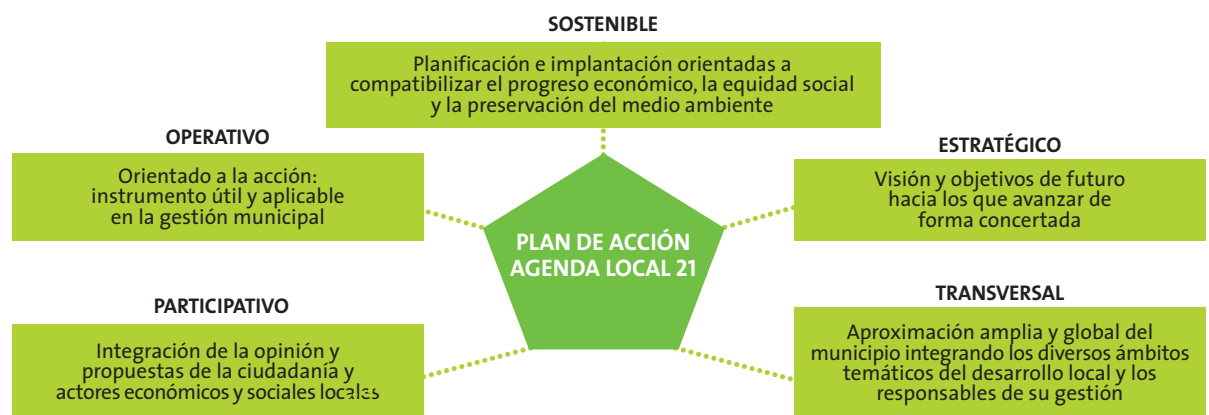 SOSTENIBLE
Planificación e implantación orientadas a
compatibilizar el progreso económico, la equidad social
y la preservación del medio ambiente
OPERATIVO
Orientado a la acción:
instrumento útil y aplicable
en la gestión municipal
ESTRATÉGICO
Visión y objetivos de futuro
hacia los que avanzar de
forma concertada
PLAN DE ACCIÓN
AGENDA LOCAL 21
PARTICIPATIVO
Integración de la opinión y
propuestas de la ciudadanía y
actores económicos y sociales locales
TRANSVERSAL
Aproximación amplia y global del
municipio integrando los diversos ámbitos
temáticos del desarrollo local y los
responsables de su gestión